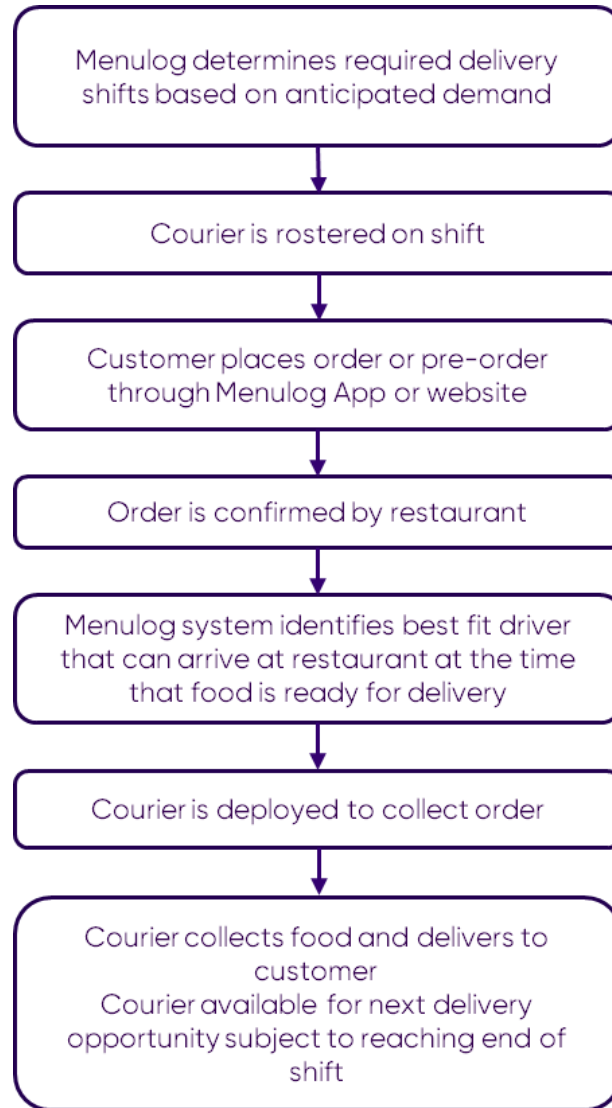 Menulog determines required delivery
shifts based on anticipated demand
Courier is rostered on shift
Customer places order or pre-order
through Menulog App or website
Order is confirmed by restaurant
Menulog system identifies best fit driver
that can arrive at restaurant at the time
that food is ready for delivery
Courier is deployed to collect order
Courier collects food and delivers to
customer
Courier available for next delivery
opportunity subject to reaching end of
shift